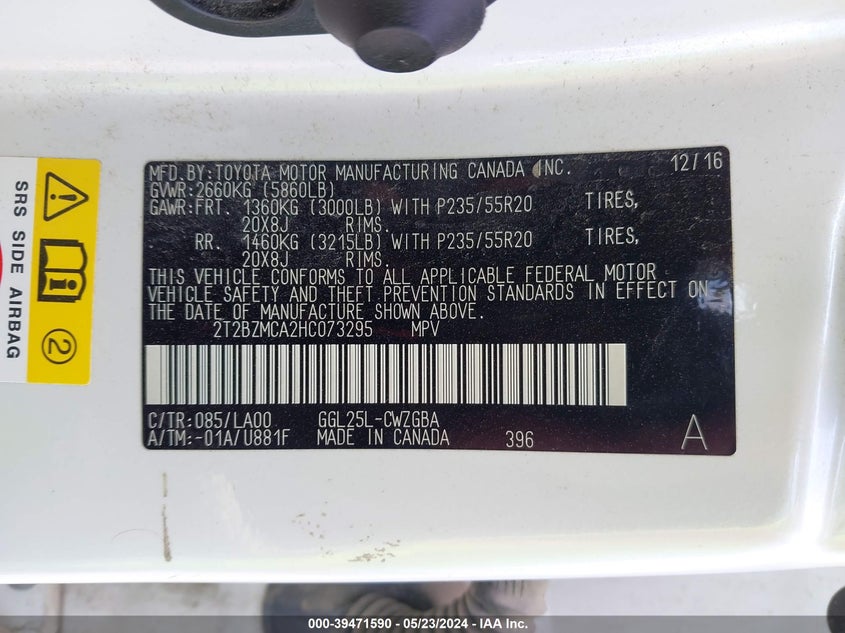 MFD.BY:TOYOTA MOTOR MANUFACTURING CANADA INC. 12/16
GVWR:2660KG (5860LB)
GAWR:FRT. 1360KG (3000LB) WITH P235/55R20 TIRES,
20X8J RIMS.
RR. 1460KG (3215LB) WITH P235/55R20 TIRES,
20X8J RIMS.
THIS VEHICLE CONFORMS TO ALL APPLICABLE FEDERAL MOTOR
VEHICLE SAFETY AND THEFT PREVENTION STANDARDS IN EFFECT ON
THE DATE OF MANUFACTURE SHOWN ABOVE.
2T2BZMCA2HC073295 MPV
C/TR:085/LA00 GGL25L-CWZGBA
A/TM:-01A/U881F MADE IN CANADA 396 A
SRS SIDE AIRBAG
2
000-39471590 - 05/23/2024 - IAA Inc.